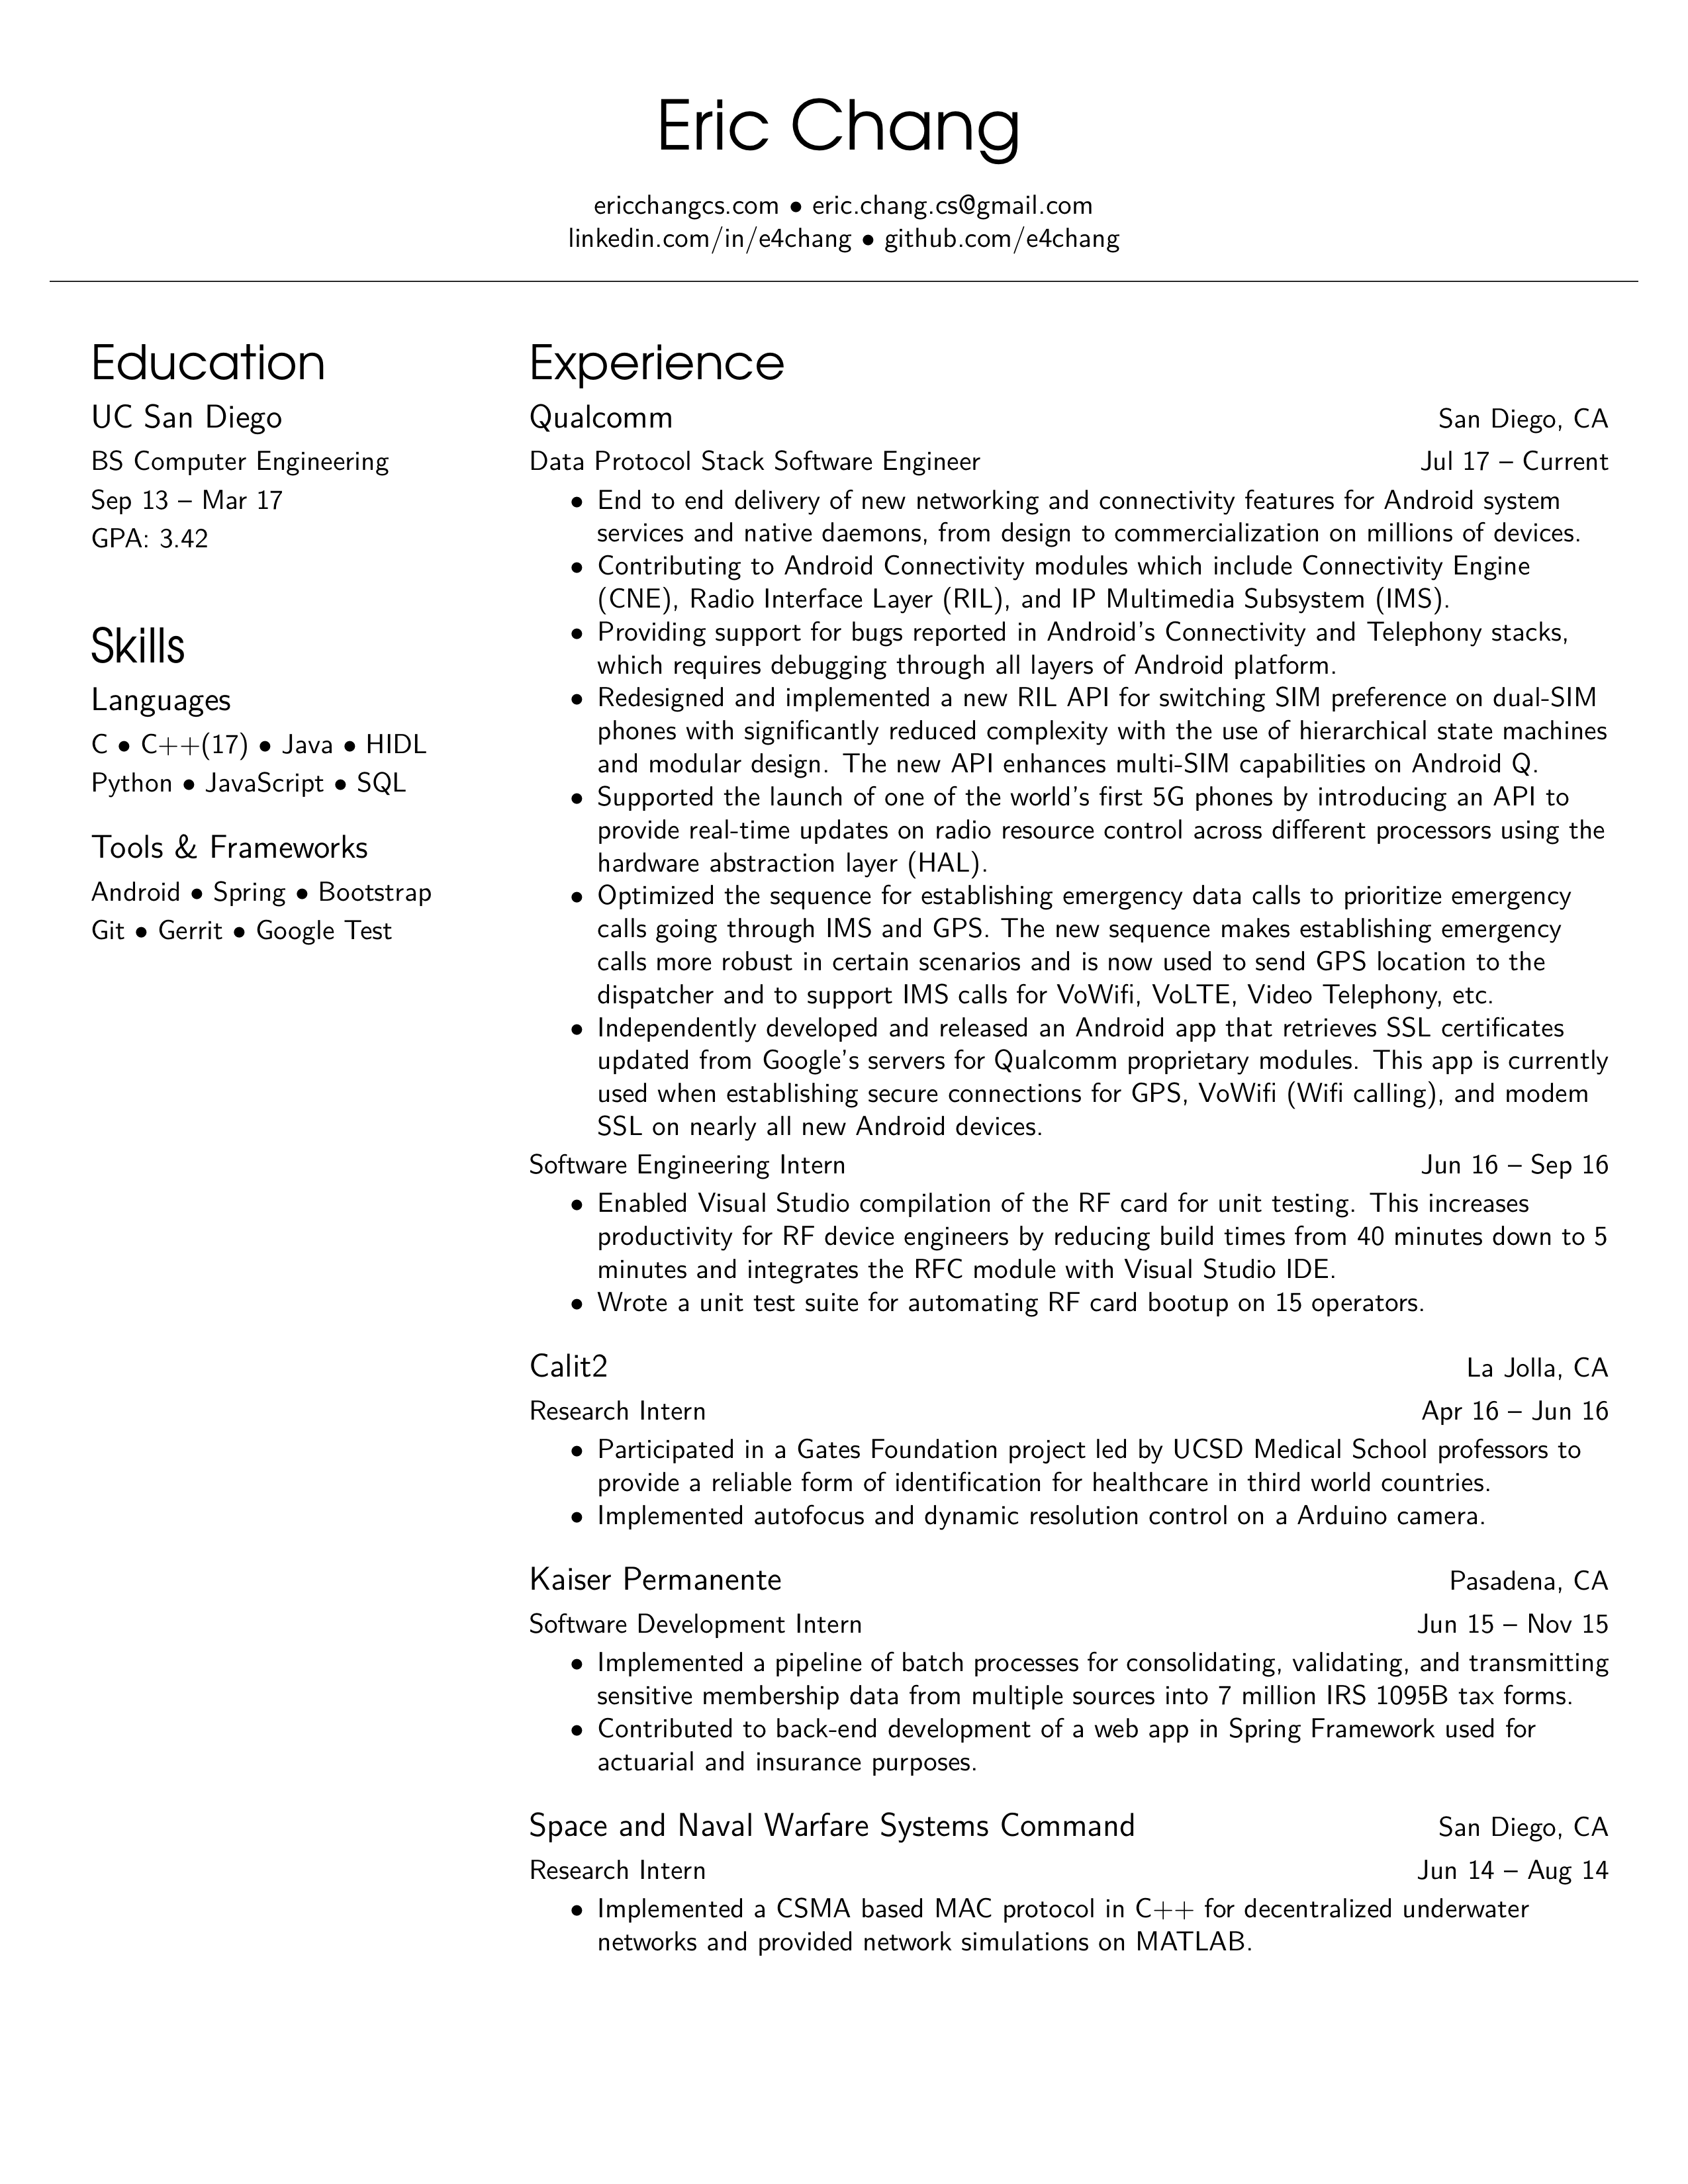 Eric Chang
ericchangcs.com • eric.chang.cs@gmail.com
linkedin.com/in/e4chang • github.com/e4chang
Education
UC San Diego
BS Computer Engineering
Sep 13 – Mar 17
GPA: 3.42
Skills
Languages
C • C++(17) • Java • HIDL
Python • JavaScript • SQL
Tools & Frameworks
Android • Spring • Bootstrap
Git • Gerrit • Google Test
Experience
Qualcomm San Diego, CA
Data Protocol Stack Software Engineer Jul 17 – Current
• End to end delivery of new networking and connectivity features for Android system
services and native daemons, from design to commercialization on millions of devices.
• Contributing to Android Connectivity modules which include Connectivity Engine
(CNE), Radio Interface Layer (RIL), and IP Multimedia Subsystem (IMS).
• Providing support for bugs reported in Android's Connectivity and Telephony stacks,
which requires debugging through all layers of Android platform.
• Redesigned and implemented a new RIL API for switching SIM preference on dual-SIM
phones with significantly reduced complexity with the use of hierarchical state machines
and modular design. The new API enhances multi-SIM capabilities on Android Q.
• Supported the launch of one of the world's first 5G phones by introducing an API to
provide real-time updates on radio resource control across different processors using the
hardware abstraction layer (HAL).
• Optimized the sequence for establishing emergency data calls to prioritize emergency
calls going through IMS and GPS. The new sequence makes establishing emergency
calls more robust in certain scenarios and is now used to send GPS location to the
dispatcher and to support IMS calls for VoWifi, VoLTE, Video Telephony, etc.
• Independently developed and released an Android app that retrieves SSL certificates
updated from Google's servers for Qualcomm proprietary modules. This app is currently
used when establishing secure connections for GPS, VoWifi (Wifi calling), and modem
SSL on nearly all new Android devices.
Software Engineering Intern Jun 16 – Sep 16
• Enabled Visual Studio compilation of the RF card for unit testing. This increases
productivity for RF device engineers by reducing build times from 40 minutes down to 5
minutes and integrates the RFC module with Visual Studio IDE.
• Wrote a unit test suite for automating RF card bootup on 15 operators.
Calit2 La Jolla, CA
Research Intern Apr 16 – Jun 16
• Participated in a Gates Foundation project led by UCSD Medical School professors to
provide a reliable form of identification for healthcare in third world countries.
• Implemented autofocus and dynamic resolution control on a Arduino camera.
Kaiser Permanente Pasadena, CA
Software Development Intern Jun 15 – Nov 15
• Implemented a pipeline of batch processes for consolidating, validating, and transmitting
sensitive membership data from multiple sources into 7 million IRS 1095B tax forms.
• Contributed to back-end development of a web app in Spring Framework used for
actuarial and insurance purposes.
Space and Naval Warfare Systems Command San Diego, CA
Research Intern Jun 14 – Aug 14
• Implemented a CSMA based MAC protocol in C++ for decentralized underwater
networks and provided network simulations on MATLAB.